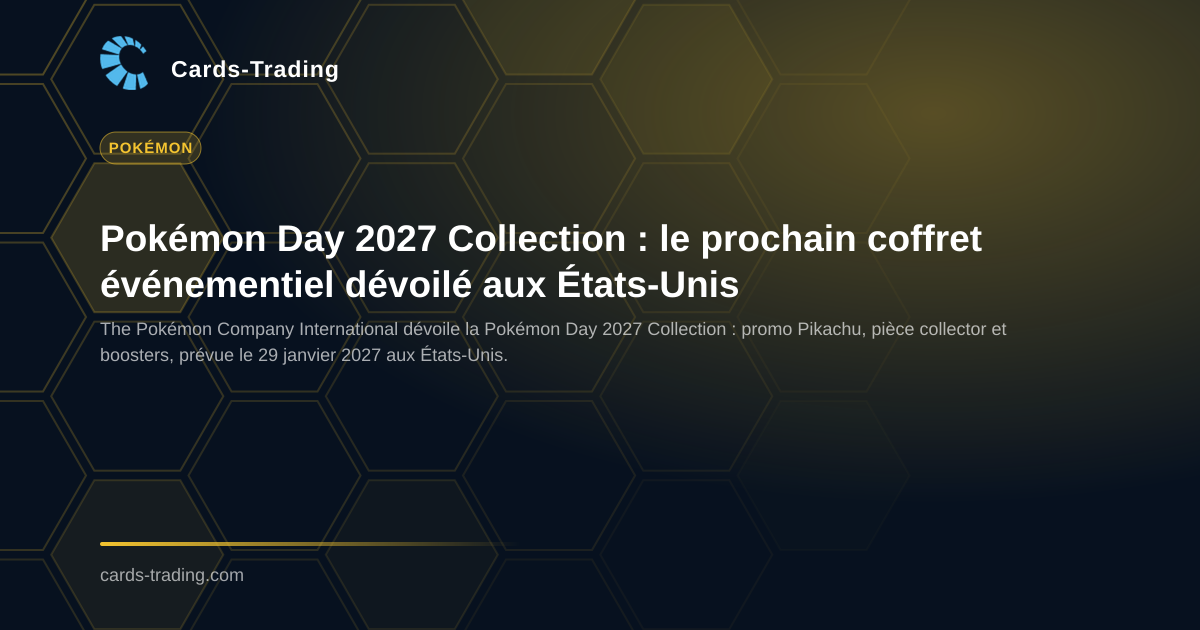 Cards-Trading
POKÉMON
Pokémon Day 2027 Collection : le prochain coffret
événementiel dévoilé aux États-Unis
The Pokémon Company International dévoile la Pokémon Day 2027 Collection : promo Pikachu, pièce collector et
boosters, prévue le 29 janvier 2027 aux États-Unis.
cards-trading.com